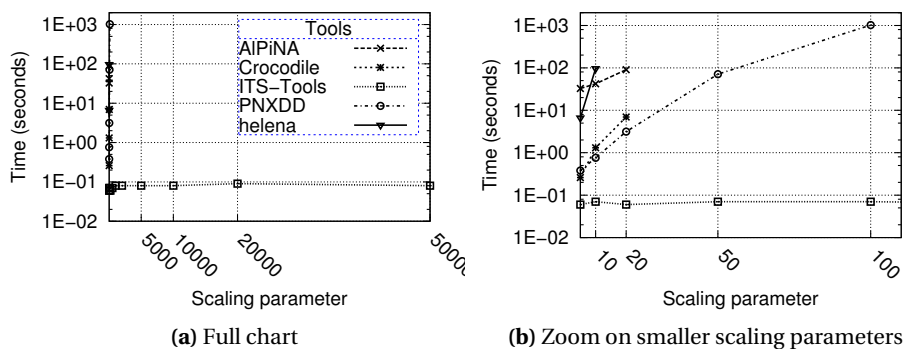 Time (seconds)
1E+03
1E+02
1E+01
1E+00
1E−01
1E−02
5000
10000
20000
Scaling parameter
Tools
AlPiNA
Crocodile
ITS−Tools
PNXDD
helena
(a) Full chart
Time (seconds)
1E+03
1E+02
1E+01
1E+00
1E−01
1E−02
10
20
50
100
Scaling parameter
(b) Zoom on smaller scaling parameters